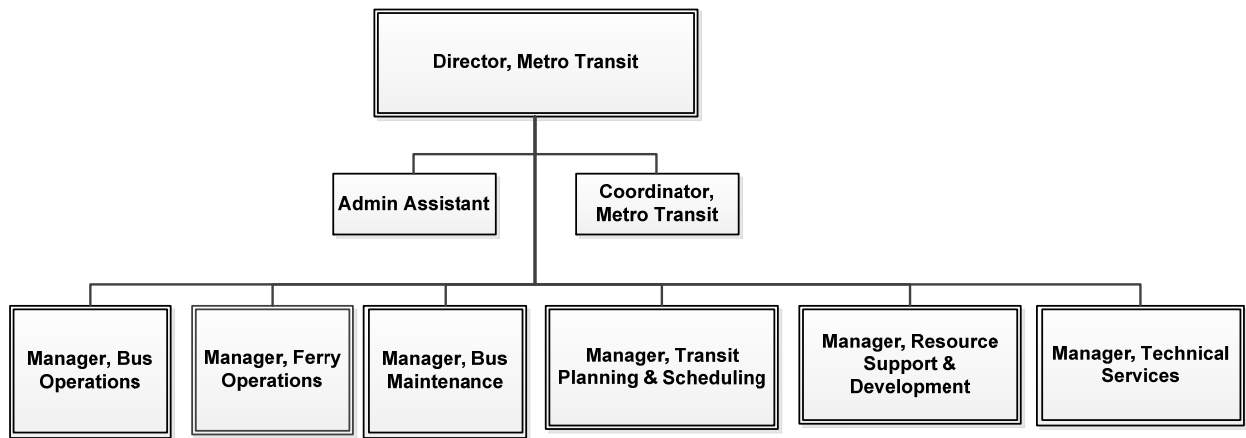 Director, Metro Transit
Admin Assistant
Coordinator,
Metro Transit
Manager, Bus
Operations
Manager, Ferry
Operations
Manager, Bus
Maintenance
Manager, Transit
Planning & Scheduling
Manager, Resource
Support &
Development
Manager, Technical
Services